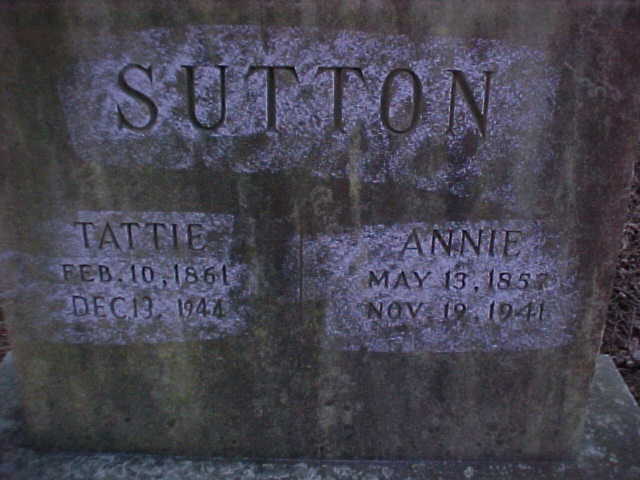 SUTTON
TATTIE
FEB. 10, 1861
DEC. 13, 1944
ANNIE
MAY 13, 1857
NOV. 19, 1941